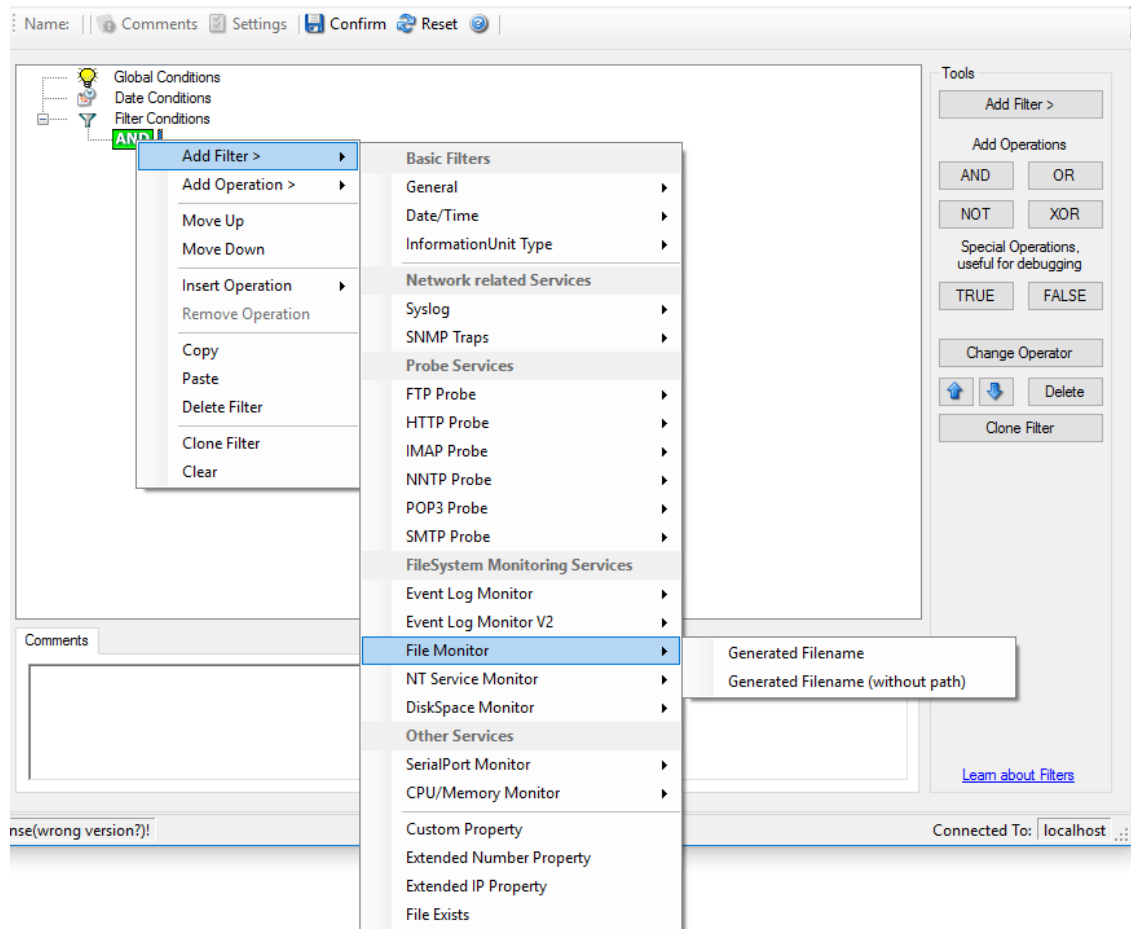 Name: Comments Settings Confirm Reset
Global Conditions
Date Conditions
Filter Conditions
AND
Add Filter >
Add Operation >
Move Up
Move Down
Insert Operation
Remove Operation
Copy
Paste
Delete Filter
Clone Filter
Clear
Basic Filters
General
Date/Time
InformationUnit Type
Network related Services
Syslog
SNMP Traps
Probe Services
FTP Probe
HTTP Probe
IMAP Probe
NNTP Probe
POP3 Probe
SMTP Probe
FileSystem Monitoring Services
Event Log Monitor
Event Log Monitor V2
File Monitor
NT Service Monitor
DiskSpace Monitor
Other Services
SerialPort Monitor
CPU/Memory Monitor
Custom Property
Extended Number Property
Extended IP Property
File Exists
Generated Filename
Generated Filename (without path)
Tools
Add Filter >
Add Operations
AND OR
NOT XOR
Special Operations,
useful for debugging
TRUE FALSE
Change Operator
Delete
Clone Filter
Learn about Filters
Comments
nse(wrong version?)!
Connected To: localhost